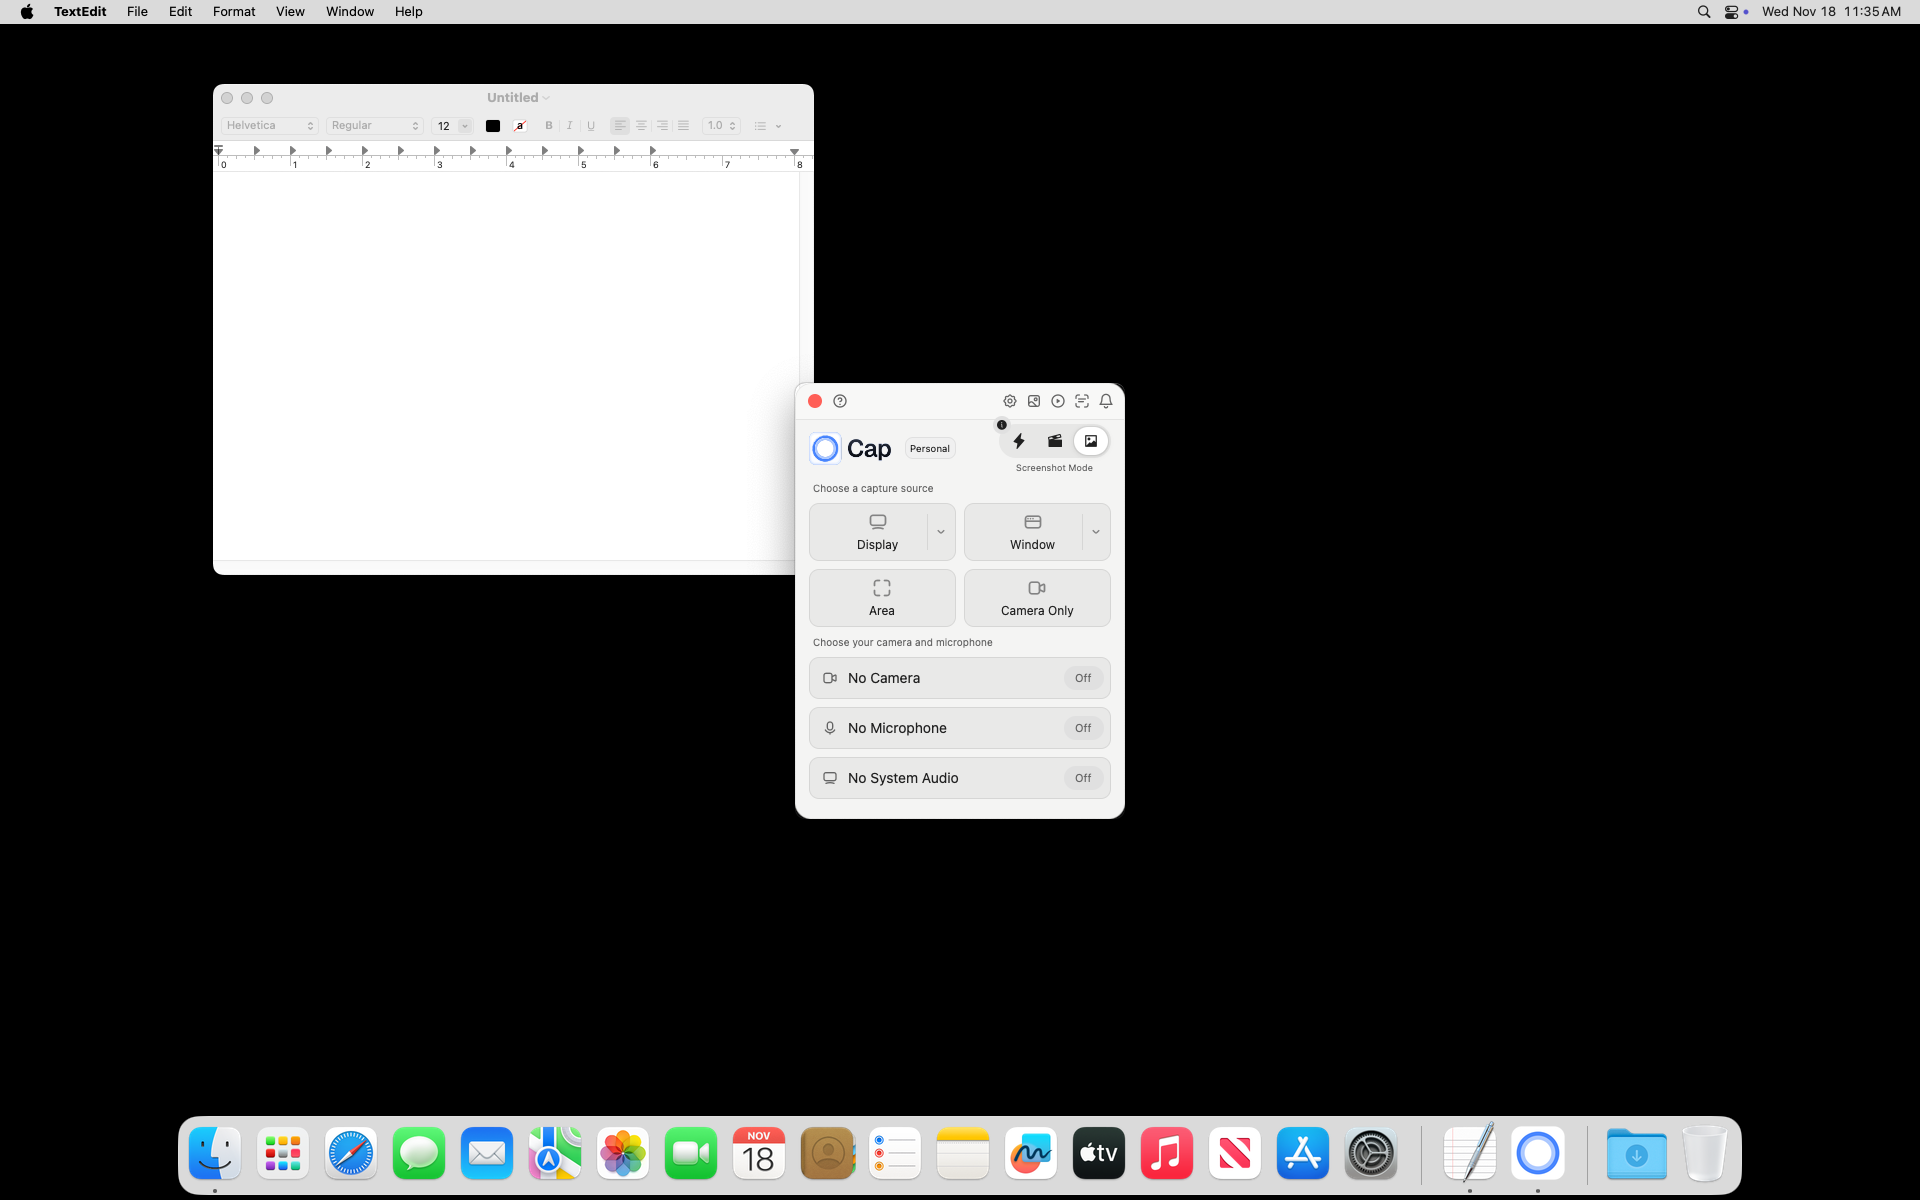 TextEdit File Edit Format View Window Help Wed Nov 18 11:35 AM
Untitled
Helvetica Regular 12 a B I U 1.0
0 1 2 3 4 5 6 7 8
Cap Personal
Screenshot Mode
Choose a capture source
Display Window
Area Camera Only
Choose your camera and microphone
No Camera Off
No Microphone Off
No System Audio Off
NOV
18
tv